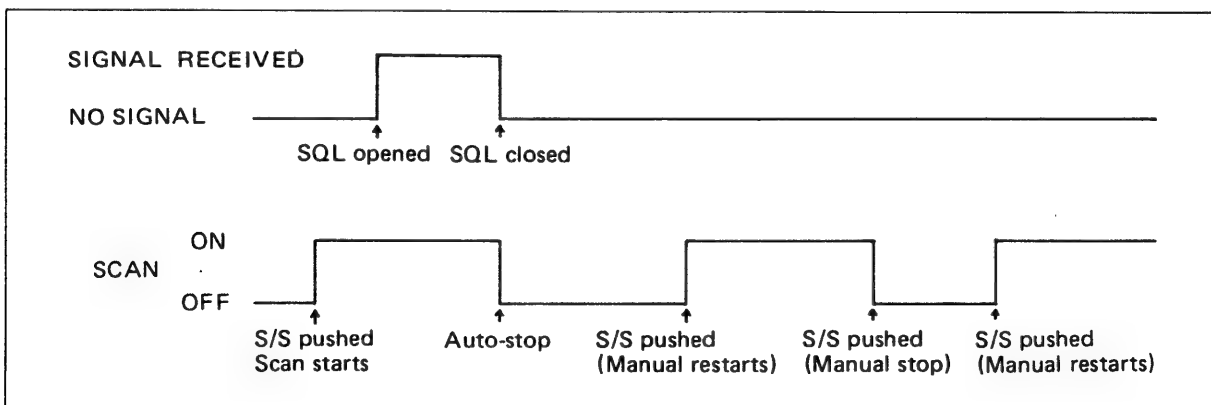 SIGNAL RECEIVED
NO SIGNAL
SQL opened SQL closed
ON
SCAN
OFF
S/S pushed Auto-stop S/S pushed S/S pushed S/S pushed
Scan starts (Manual restarts) (Manual stop) (Manual restarts)